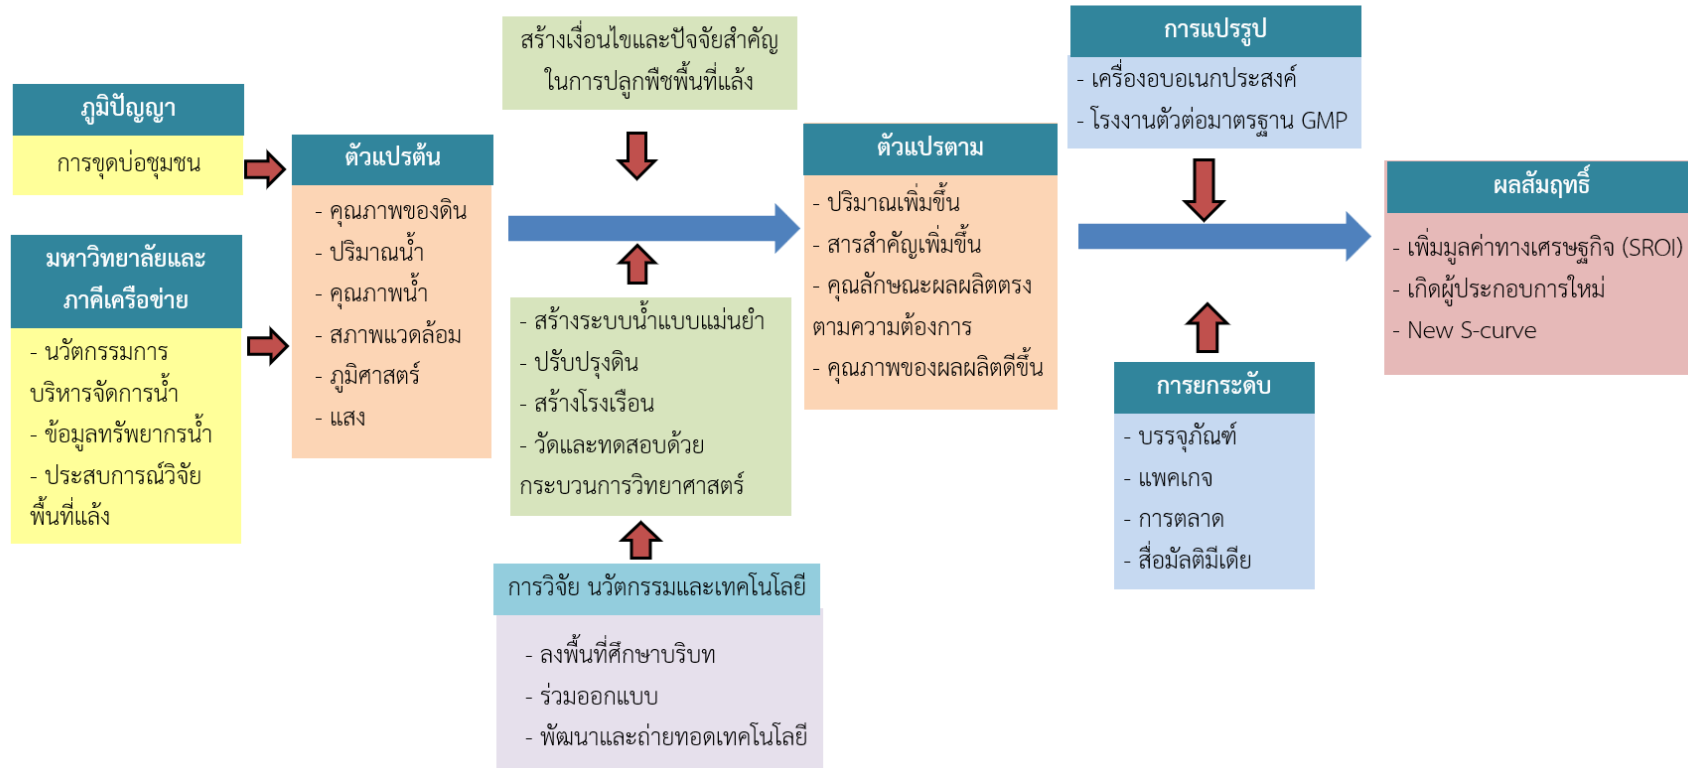 ภูมิปัญญา
การขุดบ่อชุมชน
มหาวิทยาลัยและ
ภาคีเครือข่าย
- นวัตกรรมการ
บริหารจัดการน้ำ
- ข้อมูลทรัพยากรน้ำ
- ประสบการณ์วิจัย
พื้นที่แล้ง
ตัวแปรต้น
- คุณภาพของดิน
- ปริมาณน้ำ
- คุณภาพน้ำ
- สภาพแวดล้อม
- ภูมิศาสตร์
- แสง
สร้างเงื่อนไขและปัจจัยสำคัญ
ในการปลูกพืชพื้นที่แล้ง
- สร้างระบบน้ำแบบแม่นยำ
- ปรับปรุงดิน
- สร้างโรงเรือน
- วัดและทดสอบด้วย
กระบวนการวิทยาศาสตร์
การวิจัย นวัตกรรมและเทคโนโลยี
- ลงพื้นที่ศึกษาบริบท
- ร่วมออกแบบ
- พัฒนาและถ่ายทอดเทคโนโลยี
ตัวแปรตาม
- ปริมาณเพิ่มขึ้น
- สารสำคัญเพิ่มขึ้น
- คุณลักษณะผลผลิตตรง
ตามความต้องการ
- คุณภาพของผลผลิตดีขึ้น
การแปรรูป
- เครื่องอบอเนกประสงค์
- โรงงานตัวต่อมาตรฐาน GMP
การยกระดับ
- บรรจุภัณฑ์
- แพคเกจ
- การตลาด
- สื่อมัลติมีเดีย
ผลสัมฤทธิ์
- เพิ่มมูลค่าทางเศรษฐกิจ (SROI)
- เกิดผู้ประกอบการใหม่
- New S-curve